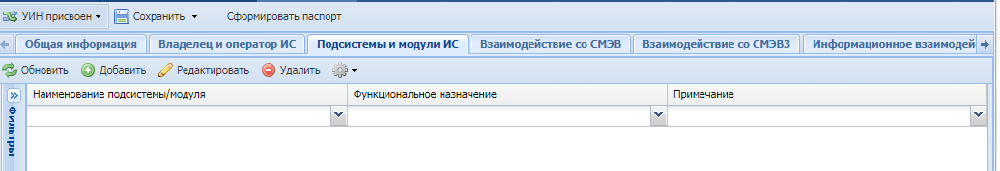 УИН присвоен Сохранить Сформировать паспорт
Общая информация Владелец и оператор ИС Подсистемы и модули ИС Взаимодействие со СМЭВ Взаимодействие со СМЭВ3 Информационное взаимодей
Обновить Добавить Редактировать Удалить
Наименование подсистемы/модуля Функциональное назначение Примечание
Фильтры